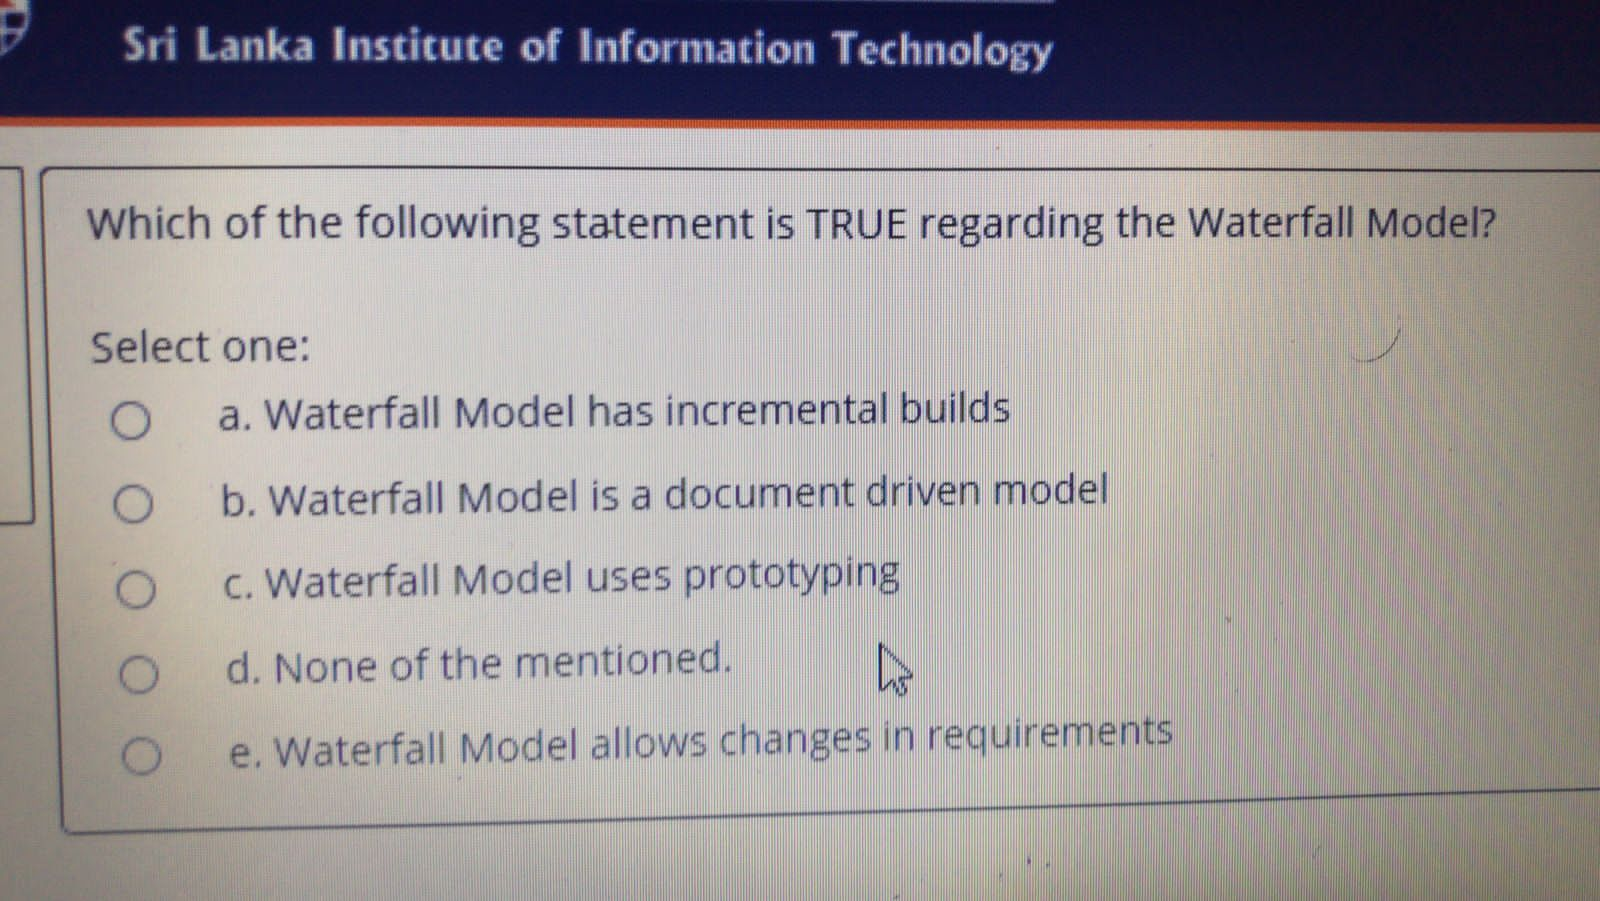 Sri Lanka Institute of Information Technology
Which of the following statement is TRUE regarding the Waterfall Model?
Select one:
a. Waterfall Model has incremental builds
b. Waterfall Model is a document driven model
c. Waterfall Model uses prototyping
d. None of the mentioned.
e. Waterfall Model allows changes in requirements